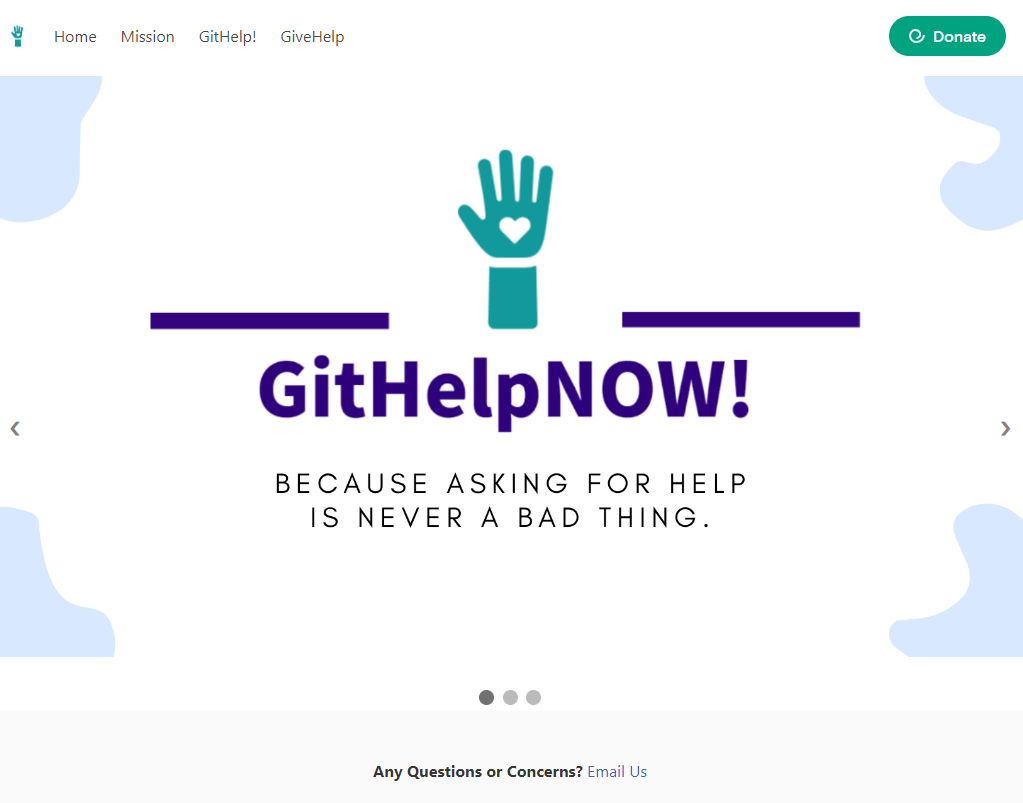 Home Mission GitHelp! GiveHelp Donate
GitHelpNOW!
BECAUSE ASKING FOR HELP
IS NEVER A BAD THING.
Any Questions or Concerns? Email Us